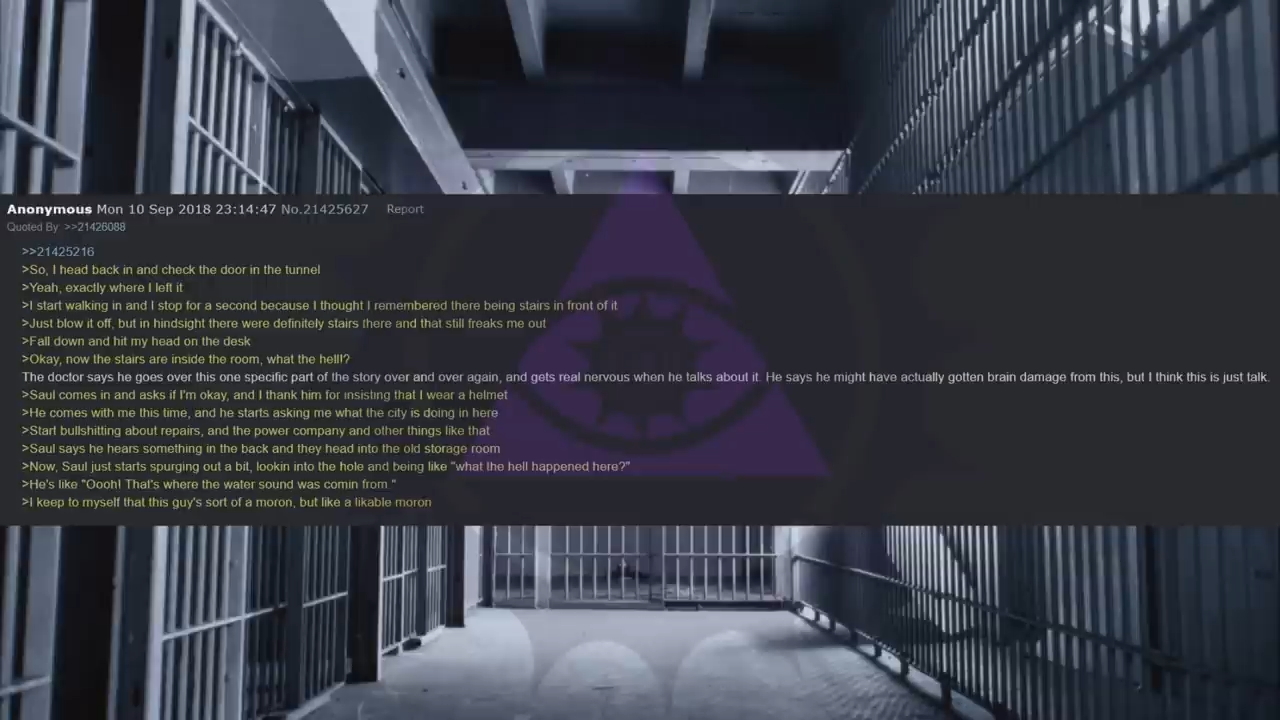 Anonymous Mon 10 Sep 2018 23:14:47 No.21425627 Report
Quoted By >>21426088
>>21425216
>So, I head back in and check the door in the tunnel
>Yeah, exactly where I left it
>I start walking in and I stop for a second because I thought I remembered there being stairs in front of it
>Just blow it off, but in hindsight there were definitely stairs there and that still freaks me out
>Fall down and hit my head on the desk
>Okay, now the stairs are inside the room, what the hell!?
The doctor says he goes over this one specific part of the story over and over again, and gets real nervous when he talks about it. He says he might have actually gotten brain damage from this, but I think this is just talk.
>Saul comes in and asks if I'm okay, and I thank him for insisting that I wear a helmet
>He comes with me this time, and he starts asking me what the city is doing in here
>Start bullshitting about repairs, and the power company and other things like that
>Saul says he hears something in the back and they head into the old storage room
>Now, Saul just starts spurging out a bit, lookin into the hole and being like "what the hell happened here?"
>He's like "Oooh! That's where the water sound was comin from."
>I keep to myself that this guy's sort of a moron, but like a likable moron